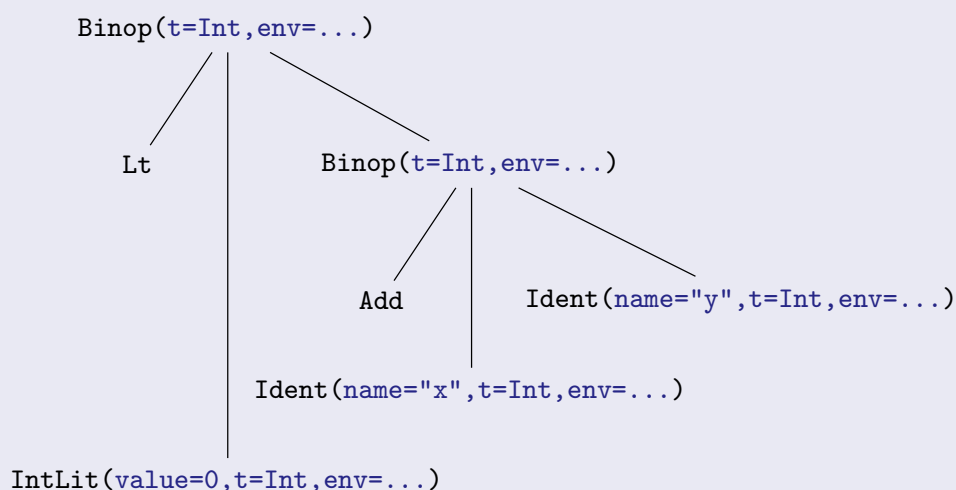 Binop(t=Int,env=...)
Lt
Binop(t=Int,env=...)
Add
Ident(name="y",t=Int,env=...)
Ident(name="x",t=Int,env=...)
IntLit(value=0,t=Int,env=...)